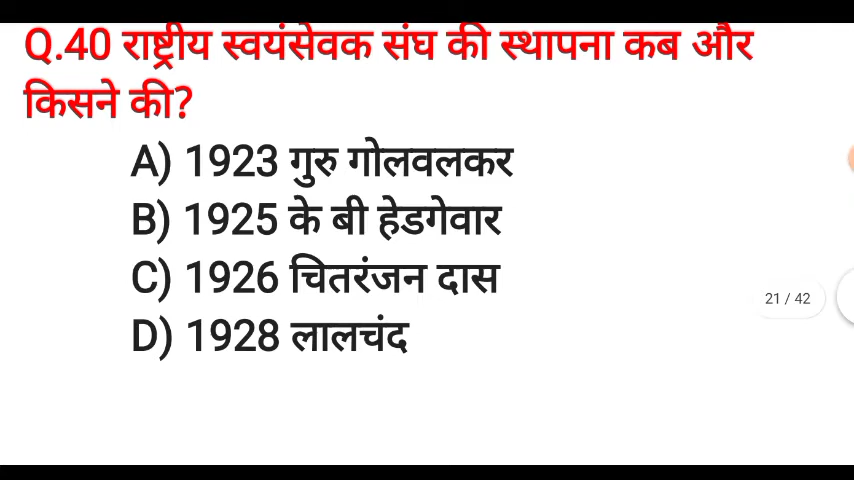 Q.40 राष्ट्रीय स्वयंसेवक संघ की स्थापना कब और
किसने की?
A) 1923 गुरु गोलवलकर
B) 1925 के बी हेडगेवार
C) 1926 चितरंजन दास
D) 1928 लालचंद
21 / 42